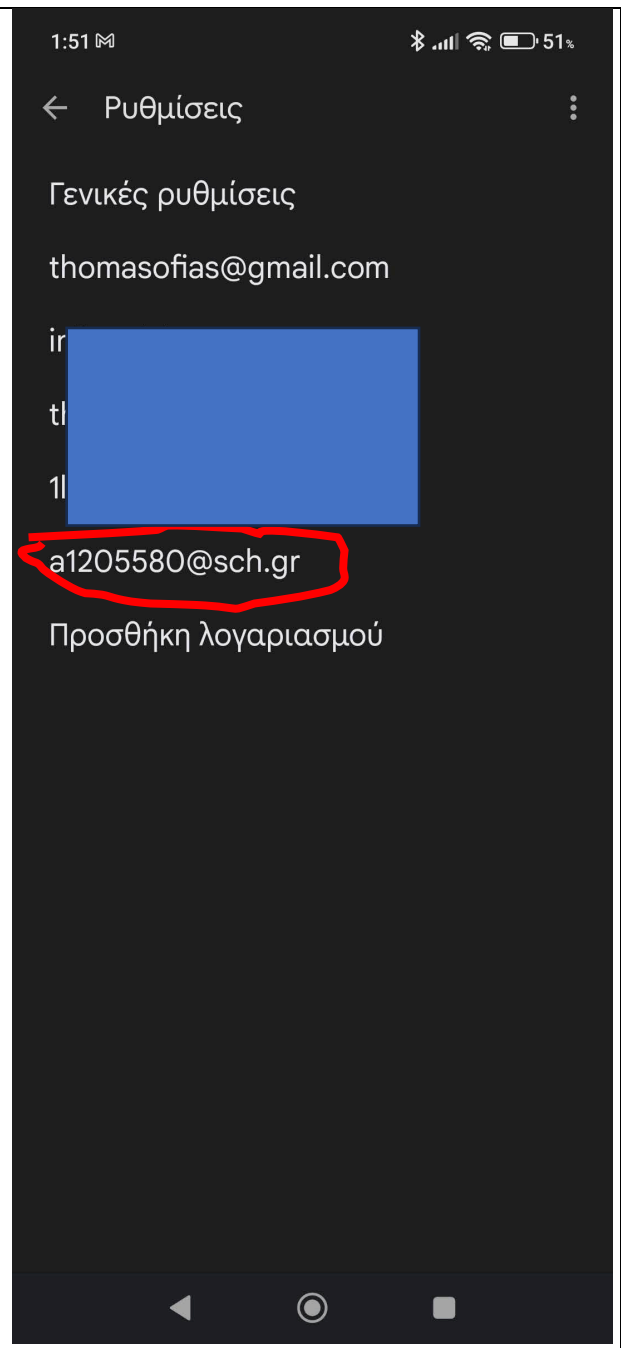 1:51 51%
Ρυθμίσεις
Γενικές ρυθμίσεις
thomasofias@gmail.com
a1205580@sch.gr
Προσθήκη λογαριασμού